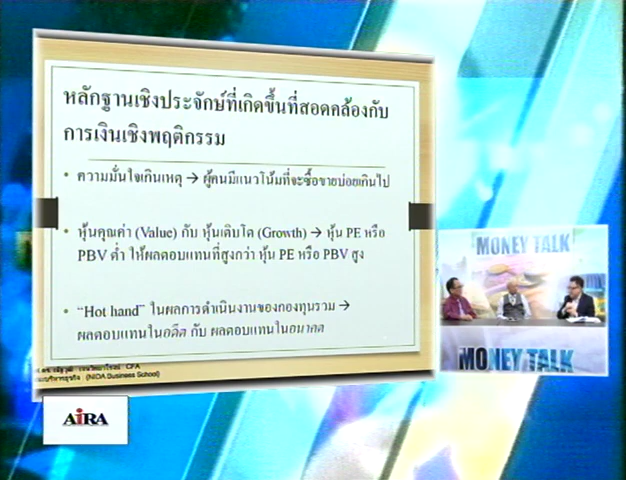 หลักฐานเชิงประจักษ์ที่เกิดขึ้นที่สอดคล้องกับ
การเงินเชิงพฤติกรรม
• ความมั่นใจเกินเหตุ → ผู้คนมีแนวโน้มที่จะซื้อขายบ่อยเกินไป
• หุ้นคุณค่า (Value) กับ หุ้นเติบโต (Growth) → หุ้น PE หรือ
PBV ต่ำ ให้ผลตอบแทนที่สูงกว่า หุ้น PE หรือ PBV สูง
• “Hot hand” ในผลการดำเนินงานของกองทุนรวม →
ผลตอบแทนในอดีต กับ ผลตอบแทนในอนาคต
CFA
(NIDA Business School)
AiRA
MONEY TALK
MONEY TALK